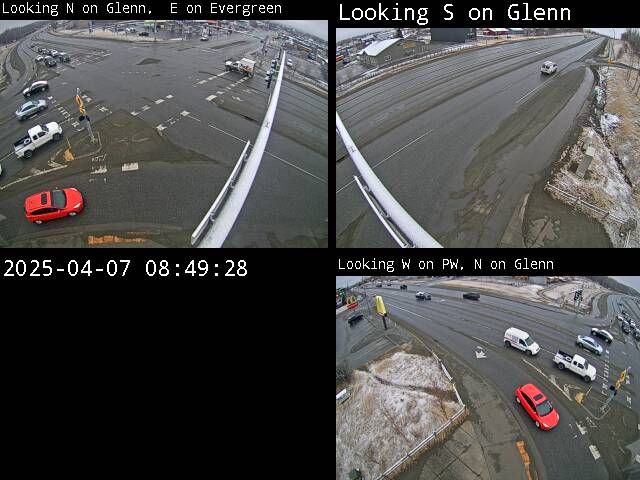 Looking N on Glenn, E on Evergreen
Looking S on Glenn
2025-04-07 08:49:28
Looking W on PW, N on Glenn